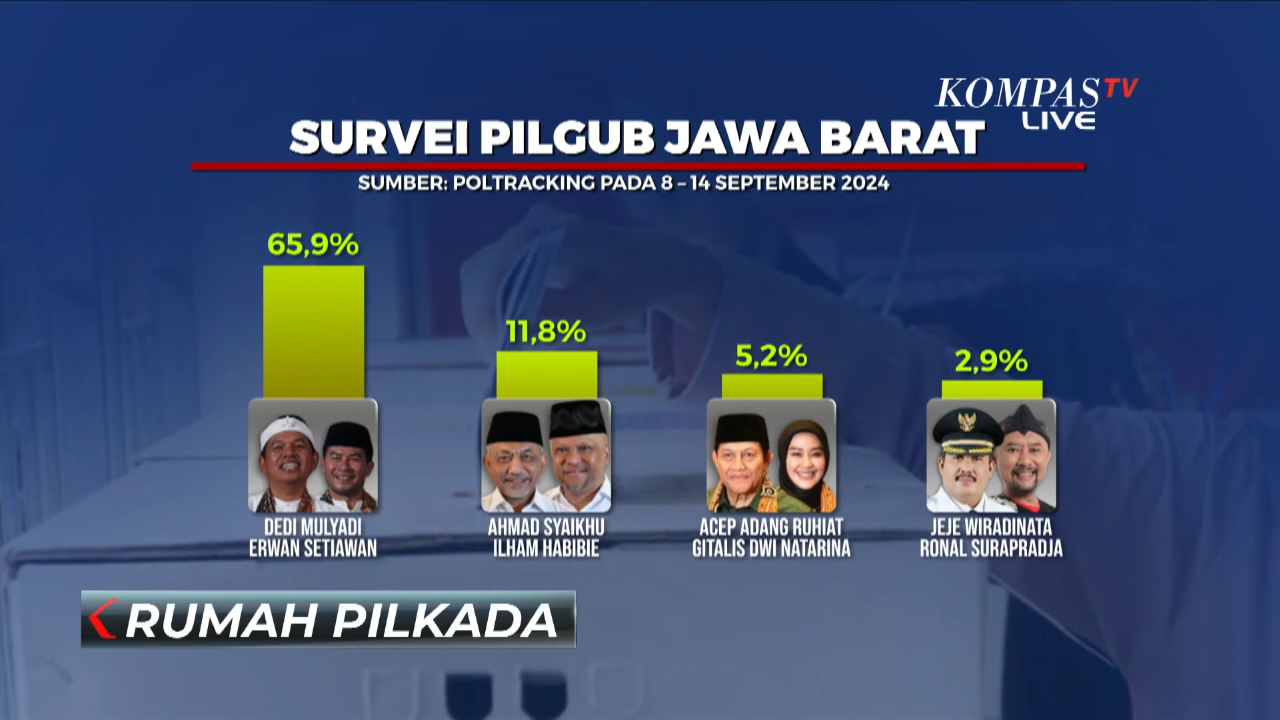 KOMPAS TV
LIVE
SURVEI PILGUB JAWA BARAT
SUMBER: POLTRACKING PADA 8 – 14 SEPTEMBER 2024
65,9%
11,8%
5,2%
2,9%
DEDI MULYADI
ERWAN SETIAWAN
AHMAD SYAIKHU
ILHAM HABIBIE
ACEP ADANG RUHIAT
GITALIS DWI NATARINA
JEJE WIRADINATA
RONAL SURAPRADJA
RUMAH PILKADA